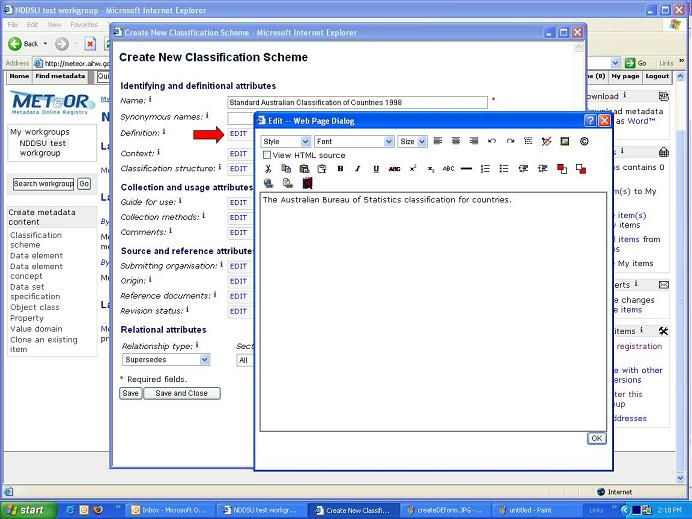 NDDSU test workgroup - Microsoft Internet Explorer
File Edit View Favorites
Back
Address http://meteor.aihw.go
Go Links
Home Find metadata
My page Logout
METeOR
Metadata Online Registry
My workgroups
NDDSU test
workgroup
Search workgroup Go
Create metadata
content
Classification
scheme
Data element
Data element
concept
Data set
specification
Object class
Property
Value domain
Clone an existing
item
Create New Classification Scheme - Microsoft Internet Explorer
Create New Classification Scheme
Identifying and definitional attributes
Name: Standard Australian Classification of Countries 1998 *
Synonymous names:
Definition: EDIT
Context: EDIT
Classification structure: EDIT
Collection and usage attributes
Guide for use: EDIT
Collection methods: EDIT
Comments: EDIT
Source and reference attribute
Submitting organisation: EDIT
Origin: EDIT
Reference documents: EDIT
Revision status: EDIT
Relational attributes
Relationship type: Sect
Supersedes All
* Required fields.
Save Save and Close
Edit -- Web Page Dialog
Style Font Size
View HTML source
B I U ABC x² x₂ ABC
The Australian Bureau of Statistics classification for countries.
OK
ownload
ownload metadata
as Word™
contains 0
m(s) to My
e item(s)
y items
d items from
e My items
erts
e changes
my items
items
registration
e with other
ersions
ter this
up
ddresses
Internet
start
Inbox - Microsoft O...
NDDSU test workgr...
Create New Classifi...
createDEForm.JPG -...
untitled - Paint
Links
2:18 PM